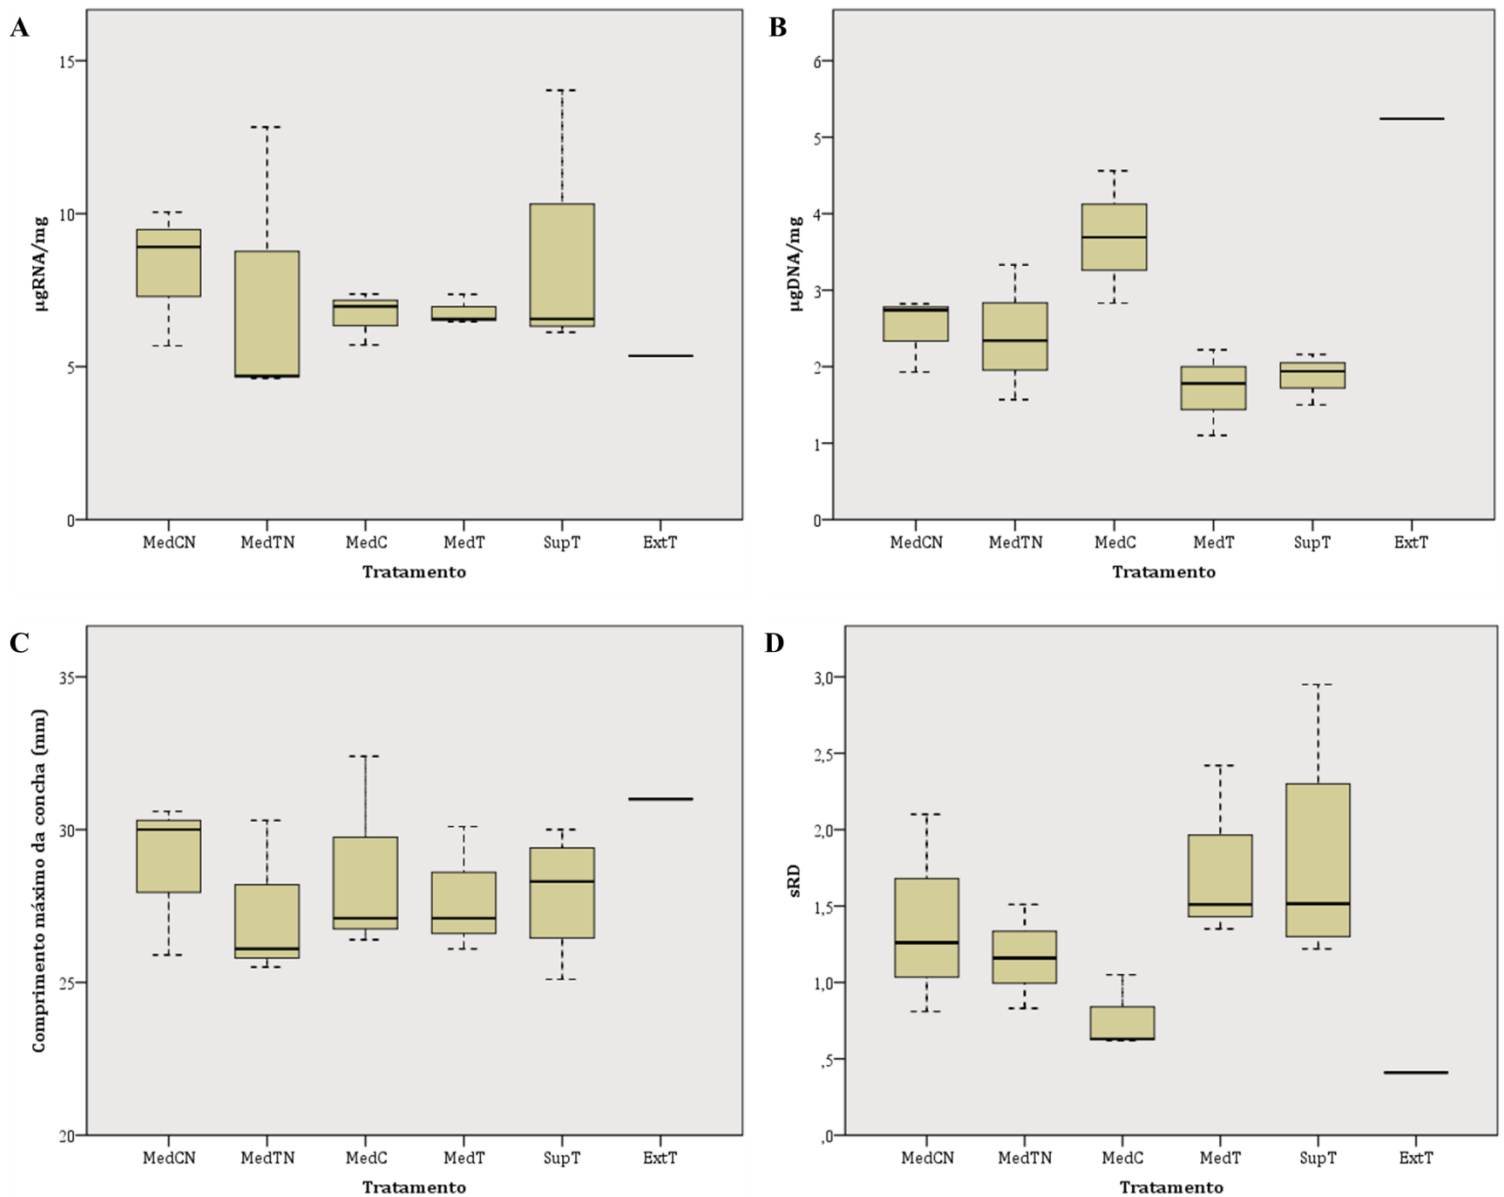 A
µgRNA/mg
15
10
5
0
MedCN MedTN MedC MedT SupT ExtT
Tratamento
B
µgDNA/mg
6
5
4
3
2
1
0
MedCN MedTN MedC MedT SupT ExtT
Tratamento
C
Comprimento máximo da concha (mm)
35
30
25
20
MedCN MedTN MedC MedT SupT ExtT
Tratamento
D
sRD
3,0
2,5
2,0
1,5
1,0
,5
,0
MedCN MedTN MedC MedT SupT ExtT
Tratamento